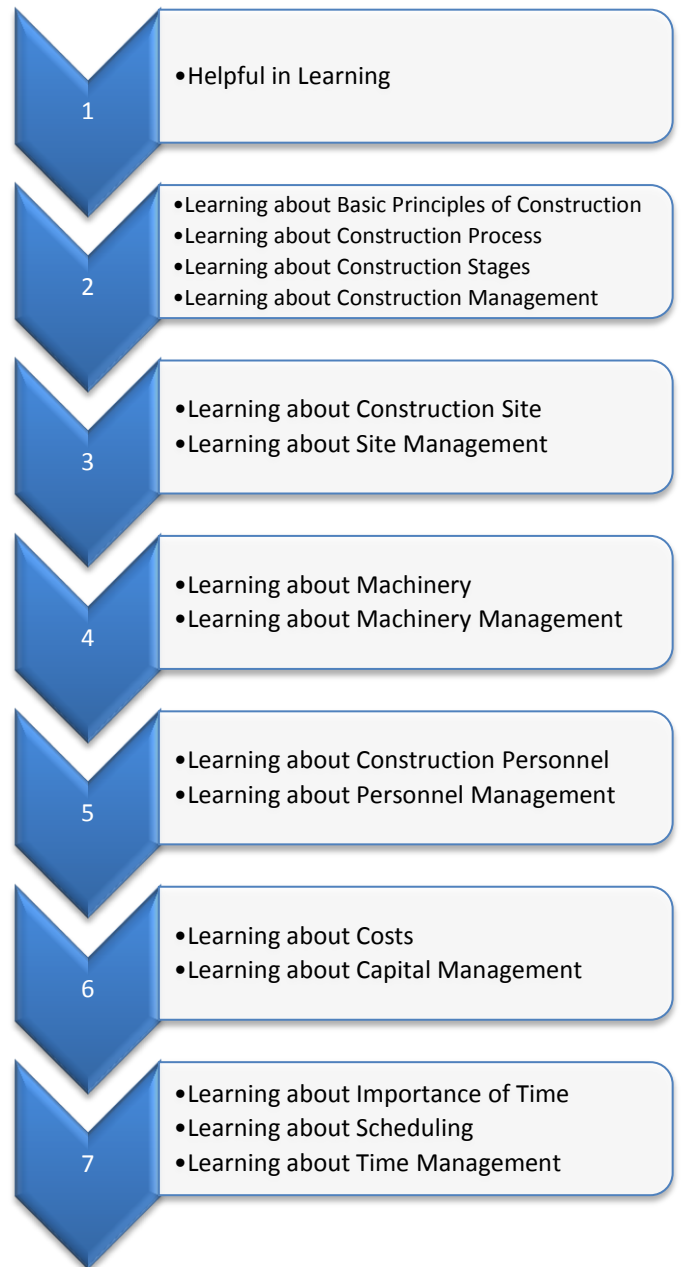 1
•Helpful in Learning
2
•Learning about Basic Principles of Construction
•Learning about Construction Process
•Learning about Construction Stages
•Learning about Construction Management
3
•Learning about Construction Site
•Learning about Site Management
4
•Learning about Machinery
•Learning about Machinery Management
5
•Learning about Construction Personnel
•Learning about Personnel Management
6
•Learning about Costs
•Learning about Capital Management
7
•Learning about Importance of Time
•Learning about Scheduling
•Learning about Time Management